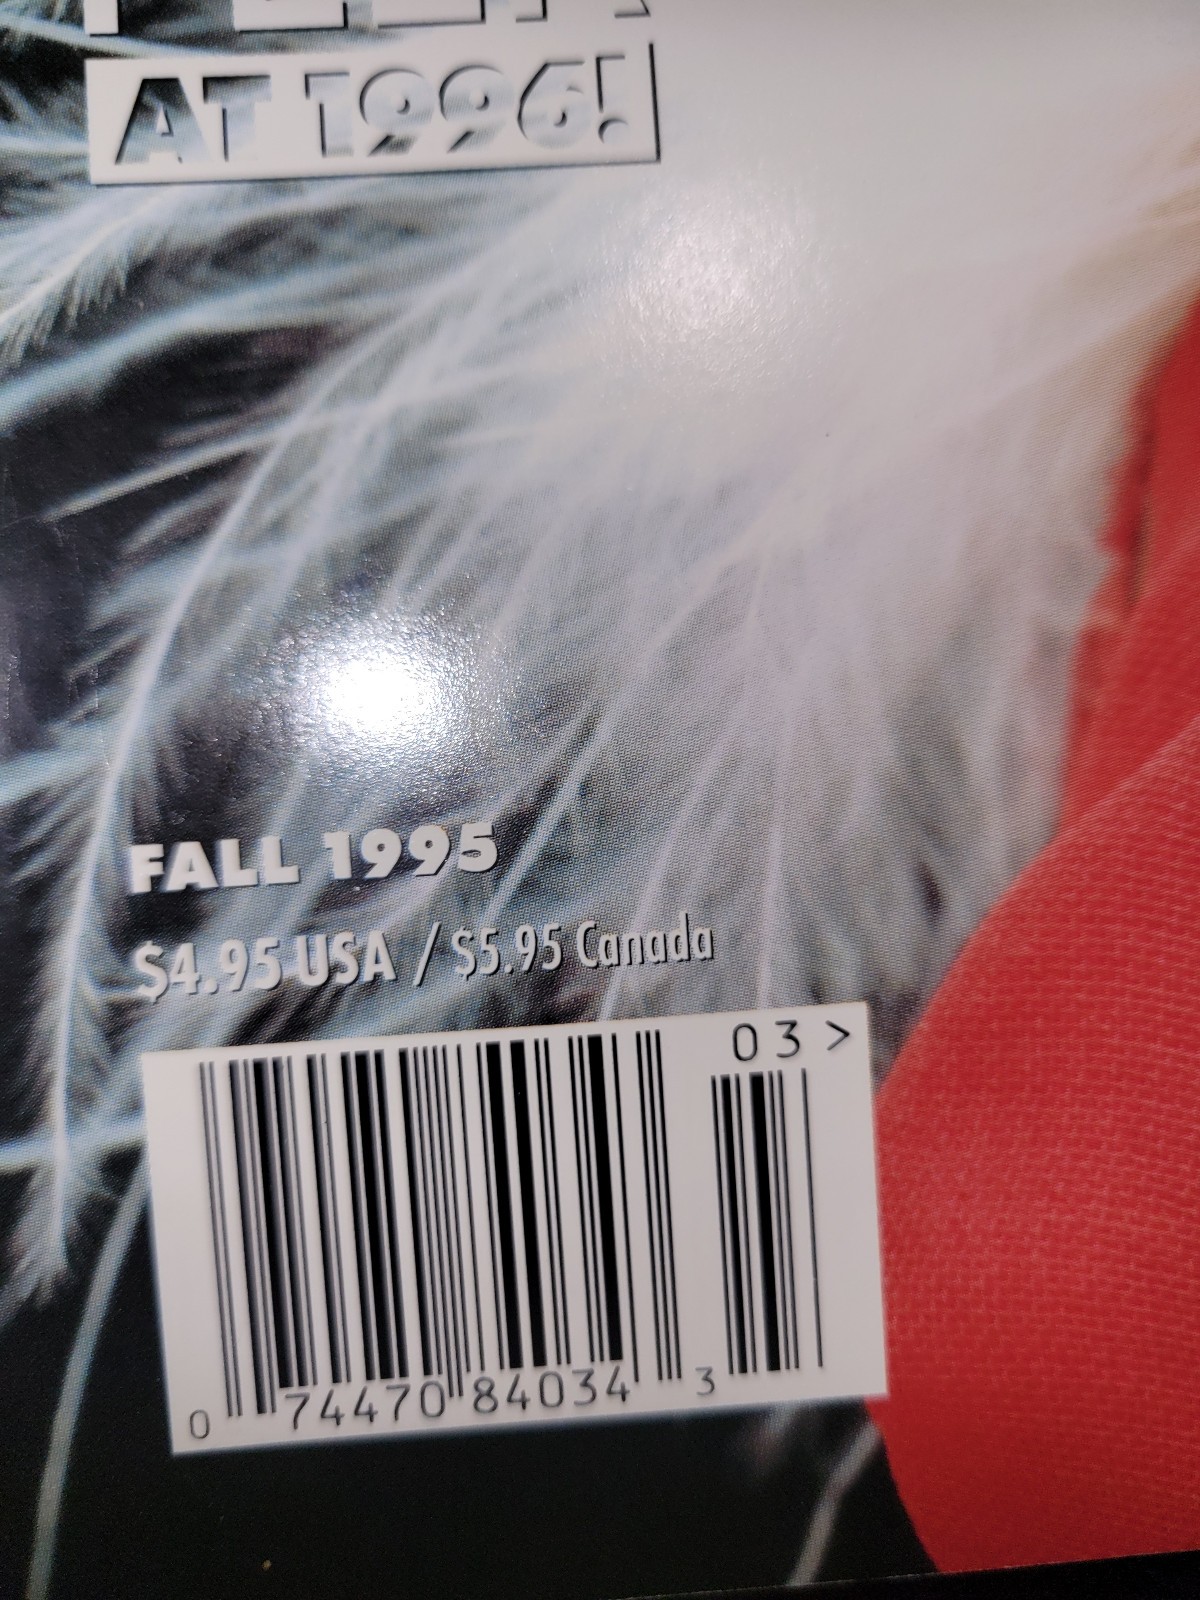 AT 1996!
FALL 1995
$4.95 USA / $5.95 Canada
03 >
0 74470 84034 3